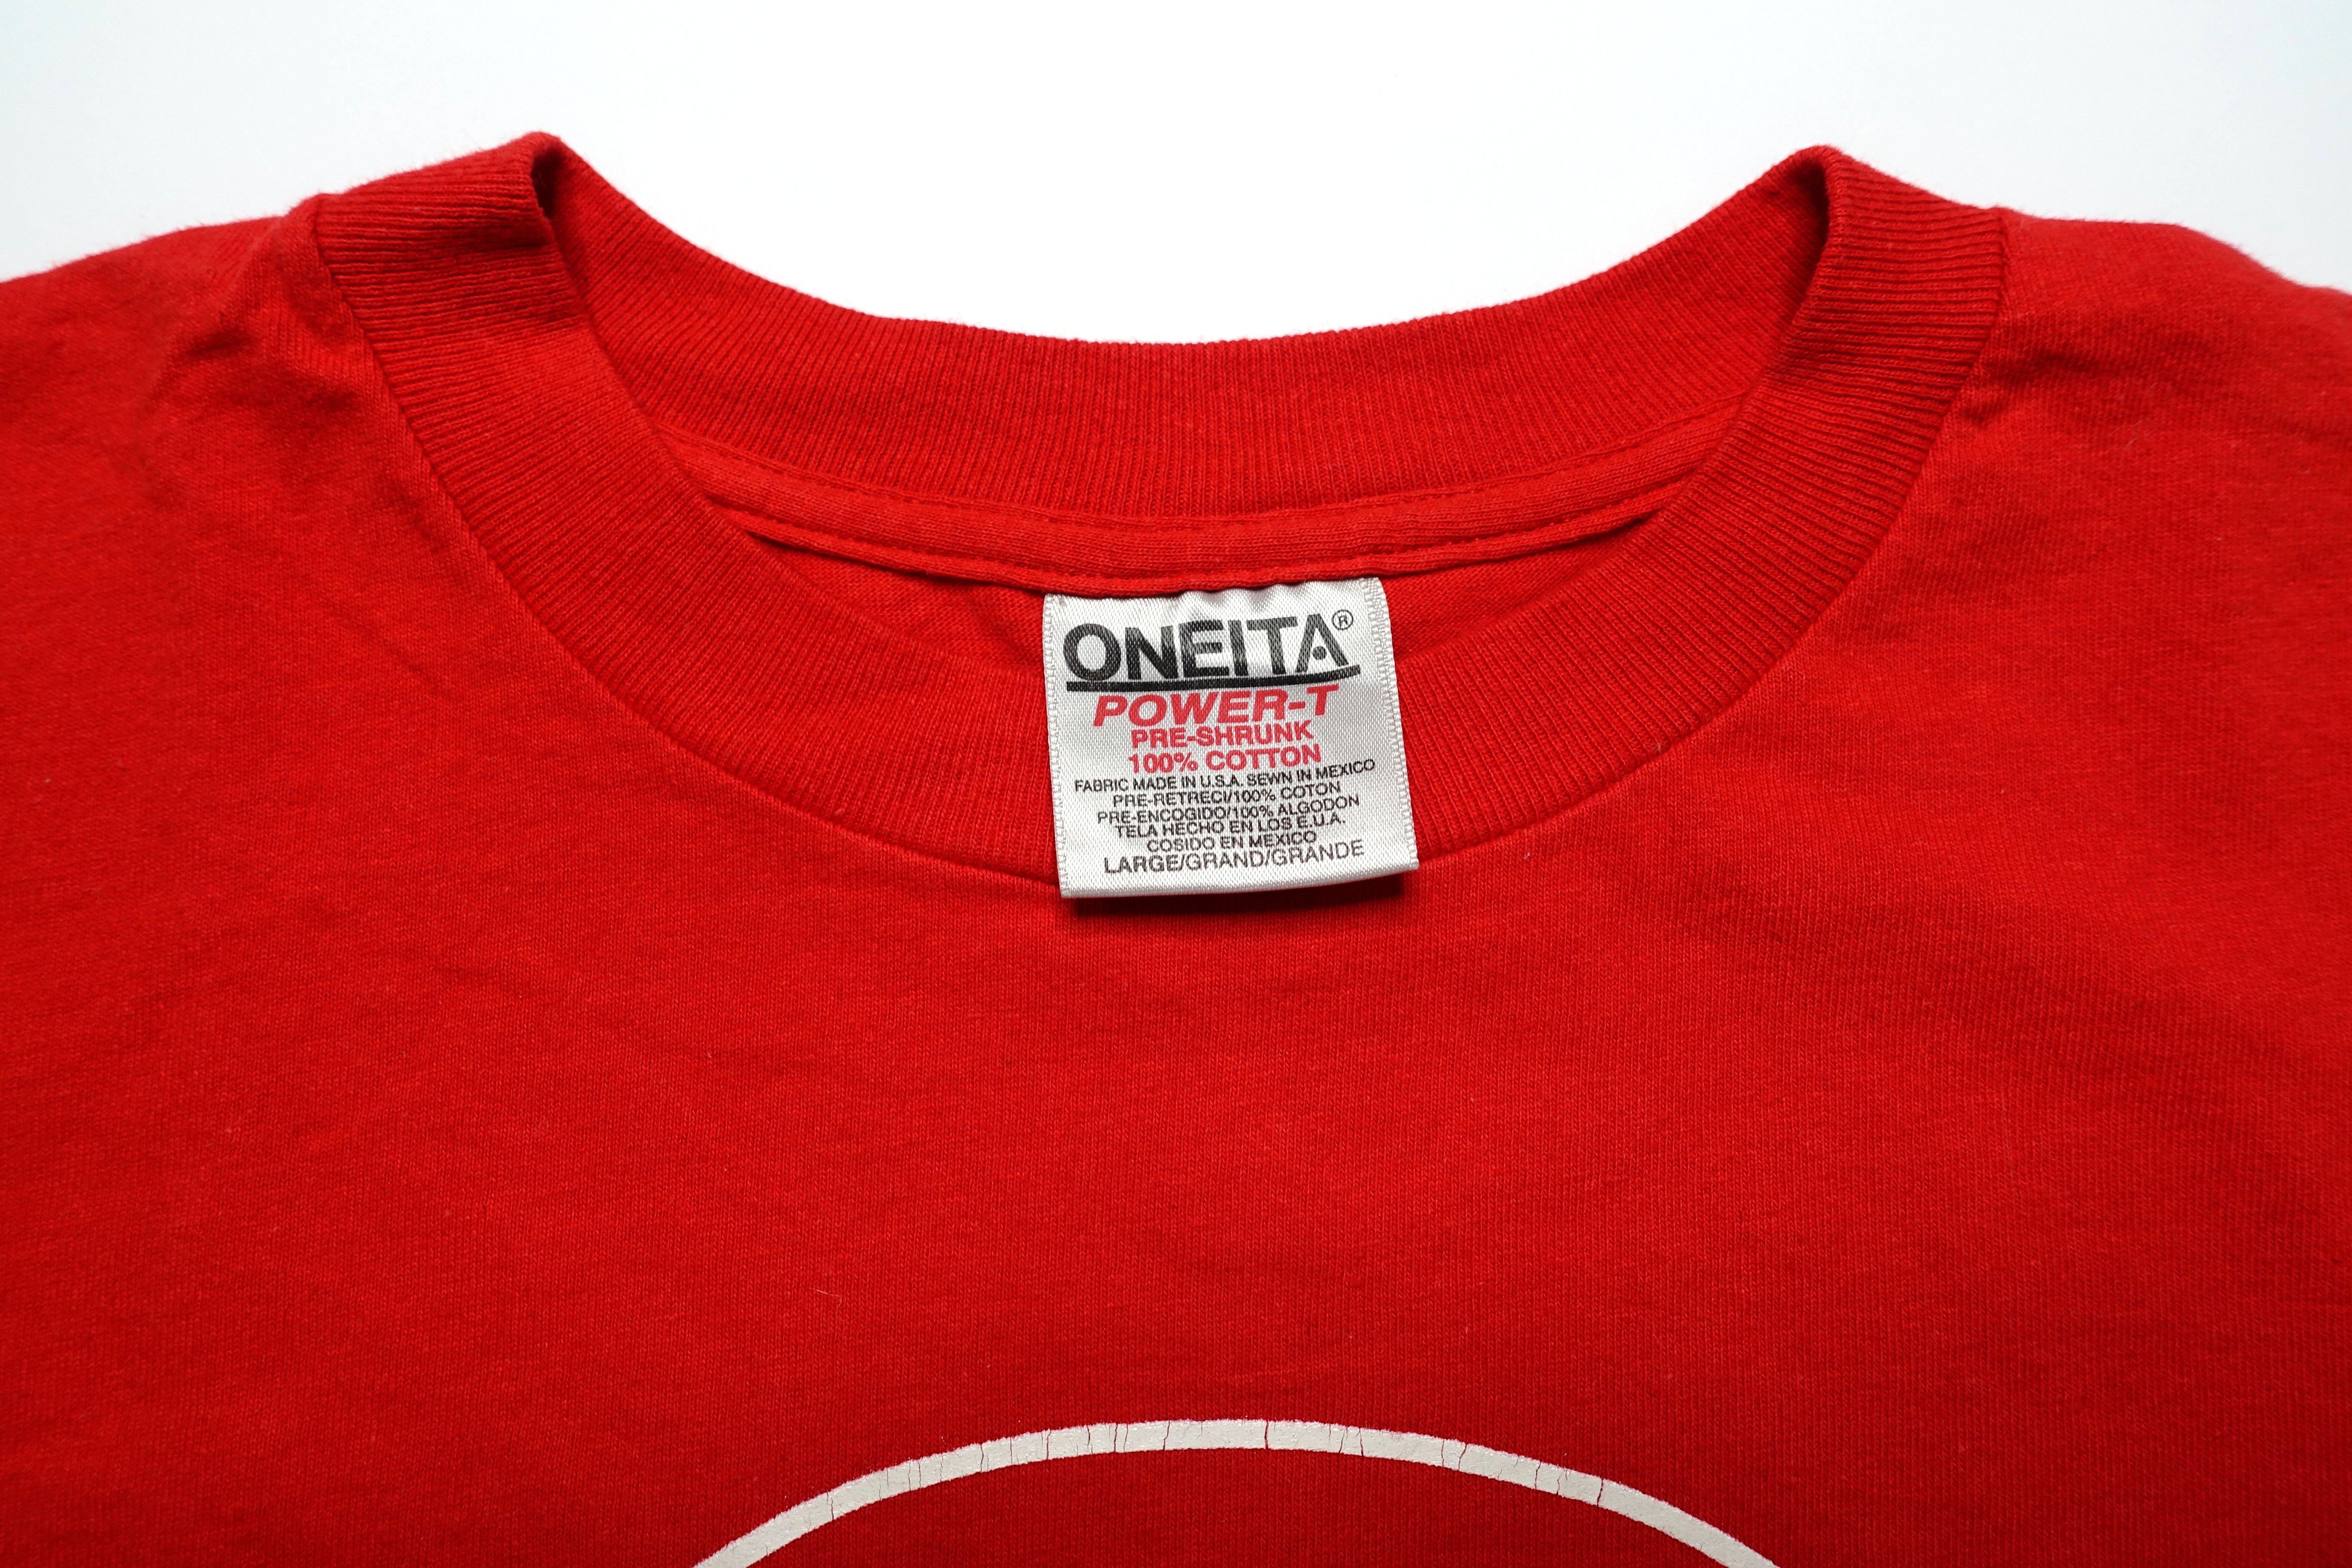 ONEITA®
POWER-T
PRE-SHRUNK
100% COTTON
FABRIC MADE IN U.S.A. SEWN IN MEXICO
PRE-RETRECI/100% COTON
PRE-ENCOGIDO/100% ALGODON
TELA HECHO EN LOS E.U.A.
COSIDO EN MEXICO
LARGE/GRAND/GRANDE